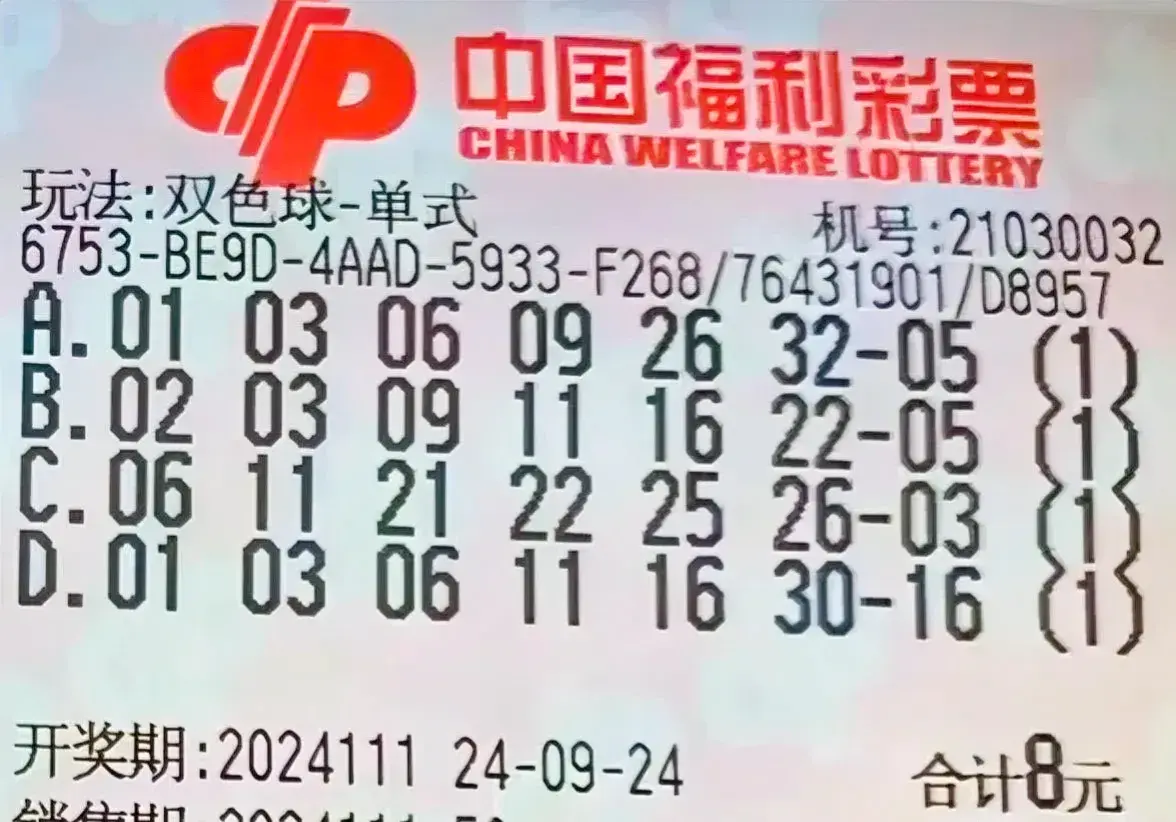 中国福利彩票
CHINA WELFARE LOTTERY
玩法:双色球-单式
机号:21030032
6753-BE9D-4AAD-5933-F268/76431901/D8957
A.01 03 06 09 26 32-05 (1)
B.02 03 09 11 16 22-05 (1)
C.06 11 21 22 25 26-03 (1)
D.01 03 06 11 16 30-16 (1)
开奖期:2024111 24-09-24
合计8元